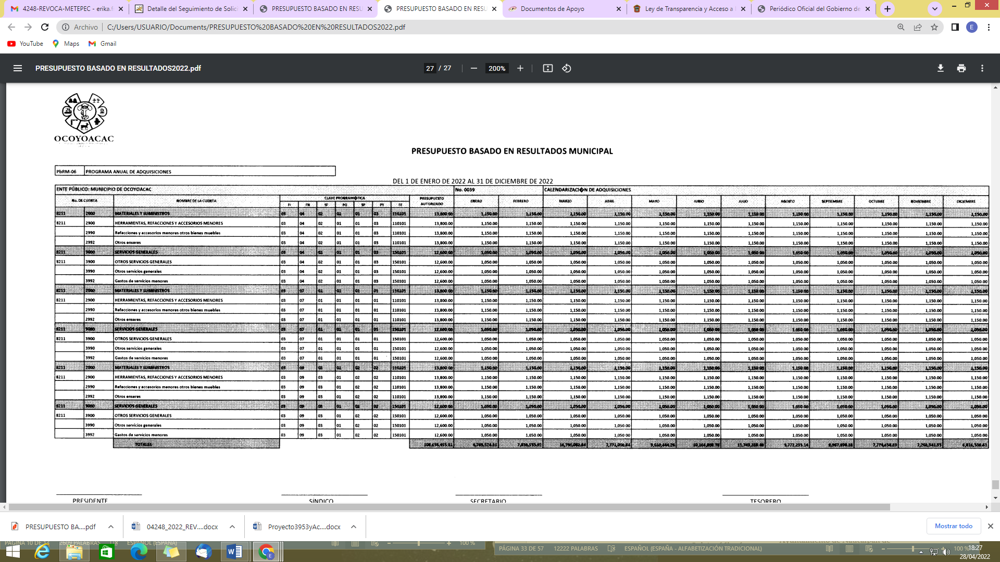 4248-REVOCA-METEPEC - erika.f
Detalle del Seguimiento de Solic
PRESUPUESTO BASADO EN RESU
PRESUPUESTO BASADO EN RESU
Documentos de Apoyo
Ley de Transparencia y Acceso a
Periódico Oficial del Gobierno de
Archivo C:/Users/USUARIO/Documents/PRESUPUESTO%20BASADO%20EN%20RESULTADOS2022.pdf
E
YouTube Maps Gmail
PRESUPUESTO BASADO EN RESULTADOS2022.pdf
27 / 27 200%
OCOYOACAC
PRESUPUESTO BASADO EN RESULTADOS MUNICIPAL
PbRM-06 PROGRAMA ANUAL DE ADQUISICIONES
DEL 1 DE ENERO DE 2022 AL 31 DE DICIEMBRE DE 2022
ENTE PÚBLICO: MUNICIPIO DE OCOYOACAC No. 0039 CALENDARIZACI�N DE ADQUISICIONES
No. DE CUENTA NOMBRE DE LA CUENTA CLAVE PROGRAM�TICA PRESUPUESTO AUTORIZADO ENERO FEBRERO MARZO ABRIL MAYO JUNIO JULIO AGOSTO SEPTIEMBRE OCTUBRE NOVIEMBRE DICIEMBRE
FI FN SF PG SP PY FF
8211 2000 MATERIALES Y SUMINISTROS 03 04 02 01 01 03 110101 13,800.00 1,150.00 1,150.00 1,150.00 1,150.00 1,150.00 1,150.00 1,150.00 1,150.00 1,150.00 1,150.00 1,150.00 1,150.00
8211 2900 HERRAMIENTAS, REFACCIONES Y ACCESORIOS MENORES 03 04 02 01 01 03 110101 13,800.00 1,150.00 1,150.00 1,150.00 1,150.00 1,150.00 1,150.00 1,150.00 1,150.00 1,150.00 1,150.00 1,150.00 1,150.00
2990 Refacciones y accesorios menores otros bienes muebles 03 04 02 01 01 03 110101 13,800.00 1,150.00 1,150.00 1,150.00 1,150.00 1,150.00 1,150.00 1,150.00 1,150.00 1,150.00 1,150.00 1,150.00 1,150.00
2992 Otros enseres 03 04 02 01 01 03 110101 13,800.00 1,150.00 1,150.00 1,150.00 1,150.00 1,150.00 1,150.00 1,150.00 1,150.00 1,150.00 1,150.00 1,150.00 1,150.00
8211 3000 SERVICIOS GENERALES 03 04 02 01 01 03 150101 12,600.00 1,050.00 1,050.00 1,050.00 1,050.00 1,050.00 1,050.00 1,050.00 1,050.00 1,050.00 1,050.00 1,050.00 1,050.00
8211 3900 OTROS SERVICIOS GENERALES 03 04 02 01 01 03 150101 12,600.00 1,050.00 1,050.00 1,050.00 1,050.00 1,050.00 1,050.00 1,050.00 1,050.00 1,050.00 1,050.00 1,050.00 1,050.00
3990 Otros servicios generales 03 04 02 01 01 03 150101 12,600.00 1,050.00 1,050.00 1,050.00 1,050.00 1,050.00 1,050.00 1,050.00 1,050.00 1,050.00 1,050.00 1,050.00 1,050.00
3992 Gastos de servicios menores 03 04 02 01 01 03 150101 12,600.00 1,050.00 1,050.00 1,050.00 1,050.00 1,050.00 1,050.00 1,050.00 1,050.00 1,050.00 1,050.00 1,050.00 1,050.00
8211 2000 MATERIALES Y SUMINISTROS 03 07 01 01 01 01 110101 13,800.00 1,150.00 1,150.00 1,150.00 1,150.00 1,150.00 1,150.00 1,150.00 1,150.00 1,150.00 1,150.00 1,150.00 1,150.00
8211 2900 HERRAMIENTAS, REFACCIONES Y ACCESORIOS MENORES 03 07 01 01 01 01 110101 13,800.00 1,150.00 1,150.00 1,150.00 1,150.00 1,150.00 1,150.00 1,150.00 1,150.00 1,150.00 1,150.00 1,150.00 1,150.00
2990 Refacciones y accesorios menores otros bienes muebles 03 07 01 01 01 01 110101 13,800.00 1,150.00 1,150.00 1,150.00 1,150.00 1,150.00 1,150.00 1,150.00 1,150.00 1,150.00 1,150.00 1,150.00 1,150.00
2992 Otros enseres 03 07 01 01 01 01 110101 13,800.00 1,150.00 1,150.00 1,150.00 1,150.00 1,150.00 1,150.00 1,150.00 1,150.00 1,150.00 1,150.00 1,150.00 1,150.00
8211 3000 SERVICIOS GENERALES 03 07 01 01 01 01 150101 12,600.00 1,050.00 1,050.00 1,050.00 1,050.00 1,050.00 1,050.00 1,050.00 1,050.00 1,050.00 1,050.00 1,050.00 1,050.00
8211 3900 OTROS SERVICIOS GENERALES 03 07 01 01 01 01 150101 12,600.00 1,050.00 1,050.00 1,050.00 1,050.00 1,050.00 1,050.00 1,050.00 1,050.00 1,050.00 1,050.00 1,050.00 1,050.00
3990 Otros servicios generales 03 07 01 01 01 01 150101 12,600.00 1,050.00 1,050.00 1,050.00 1,050.00 1,050.00 1,050.00 1,050.00 1,050.00 1,050.00 1,050.00 1,050.00 1,050.00
3992 Gastos de servicios menores 03 07 01 01 01 01 150101 12,600.00 1,050.00 1,050.00 1,050.00 1,050.00 1,050.00 1,050.00 1,050.00 1,050.00 1,050.00 1,050.00 1,050.00 1,050.00
8211 2000 MATERIALES Y SUMINISTROS 03 09 03 01 02 02 110101 13,800.00 1,150.00 1,150.00 1,150.00 1,150.00 1,150.00 1,150.00 1,150.00 1,150.00 1,150.00 1,150.00 1,150.00 1,150.00
8211 2900 HERRAMIENTAS, REFACCIONES Y ACCESORIOS MENORES 03 09 03 01 02 02 110101 13,800.00 1,150.00 1,150.00 1,150.00 1,150.00 1,150.00 1,150.00 1,150.00 1,150.00 1,150.00 1,150.00 1,150.00 1,150.00
2990 Refacciones y accesorios menores otros bienes muebles 03 09 03 01 02 02 110101 13,800.00 1,150.00 1,150.00 1,150.00 1,150.00 1,150.00 1,150.00 1,150.00 1,150.00 1,150.00 1,150.00 1,150.00 1,150.00
2992 Otros enseres 03 09 03 01 02 02 110101 13,800.00 1,150.00 1,150.00 1,150.00 1,150.00 1,150.00 1,150.00 1,150.00 1,150.00 1,150.00 1,150.00 1,150.00 1,150.00
8211 3000 SERVICIOS GENERALES 03 09 03 01 02 02 150101 12,600.00 1,050.00 1,050.00 1,050.00 1,050.00 1,050.00 1,050.00 1,050.00 1,050.00 1,050.00 1,050.00 1,050.00 1,050.00
8211 3900 OTROS SERVICIOS GENERALES 03 09 03 01 02 02 150101 12,600.00 1,050.00 1,050.00 1,050.00 1,050.00 1,050.00 1,050.00 1,050.00 1,050.00 1,050.00 1,050.00 1,050.00 1,050.00
3990 Otros servicios generales 03 09 03 01 02 02 150101 12,600.00 1,050.00 1,050.00 1,050.00 1,050.00 1,050.00 1,050.00 1,050.00 1,050.00 1,050.00 1,050.00 1,050.00 1,050.00
3992 Gastos de servicios menores 03 09 03 01 02 02 150101 12,600.00 1,050.00 1,050.00 1,050.00 1,050.00 1,050.00 1,050.00 1,050.00 1,050.00 1,050.00 1,050.00 1,050.00 1,050.00
TOTALES
PRESIDENTE SÍNDICO SECRETARIO TESORERO
PRESUPUESTO BA....pdf 04248_2022_REV....docx Proyecto3953yAc....docx Mostrar todo
PÁGINA 10 DE 13 2609 PALABRAS ESPAÑOL (ESPAÑA) 100 %
PÁGINA 33 DE 57 12222 PALABRAS ESPAÑOL (ESPAÑA - ALFABETIZACIÓN TRADICIONAL) 100 %
18:27
28/04/2022